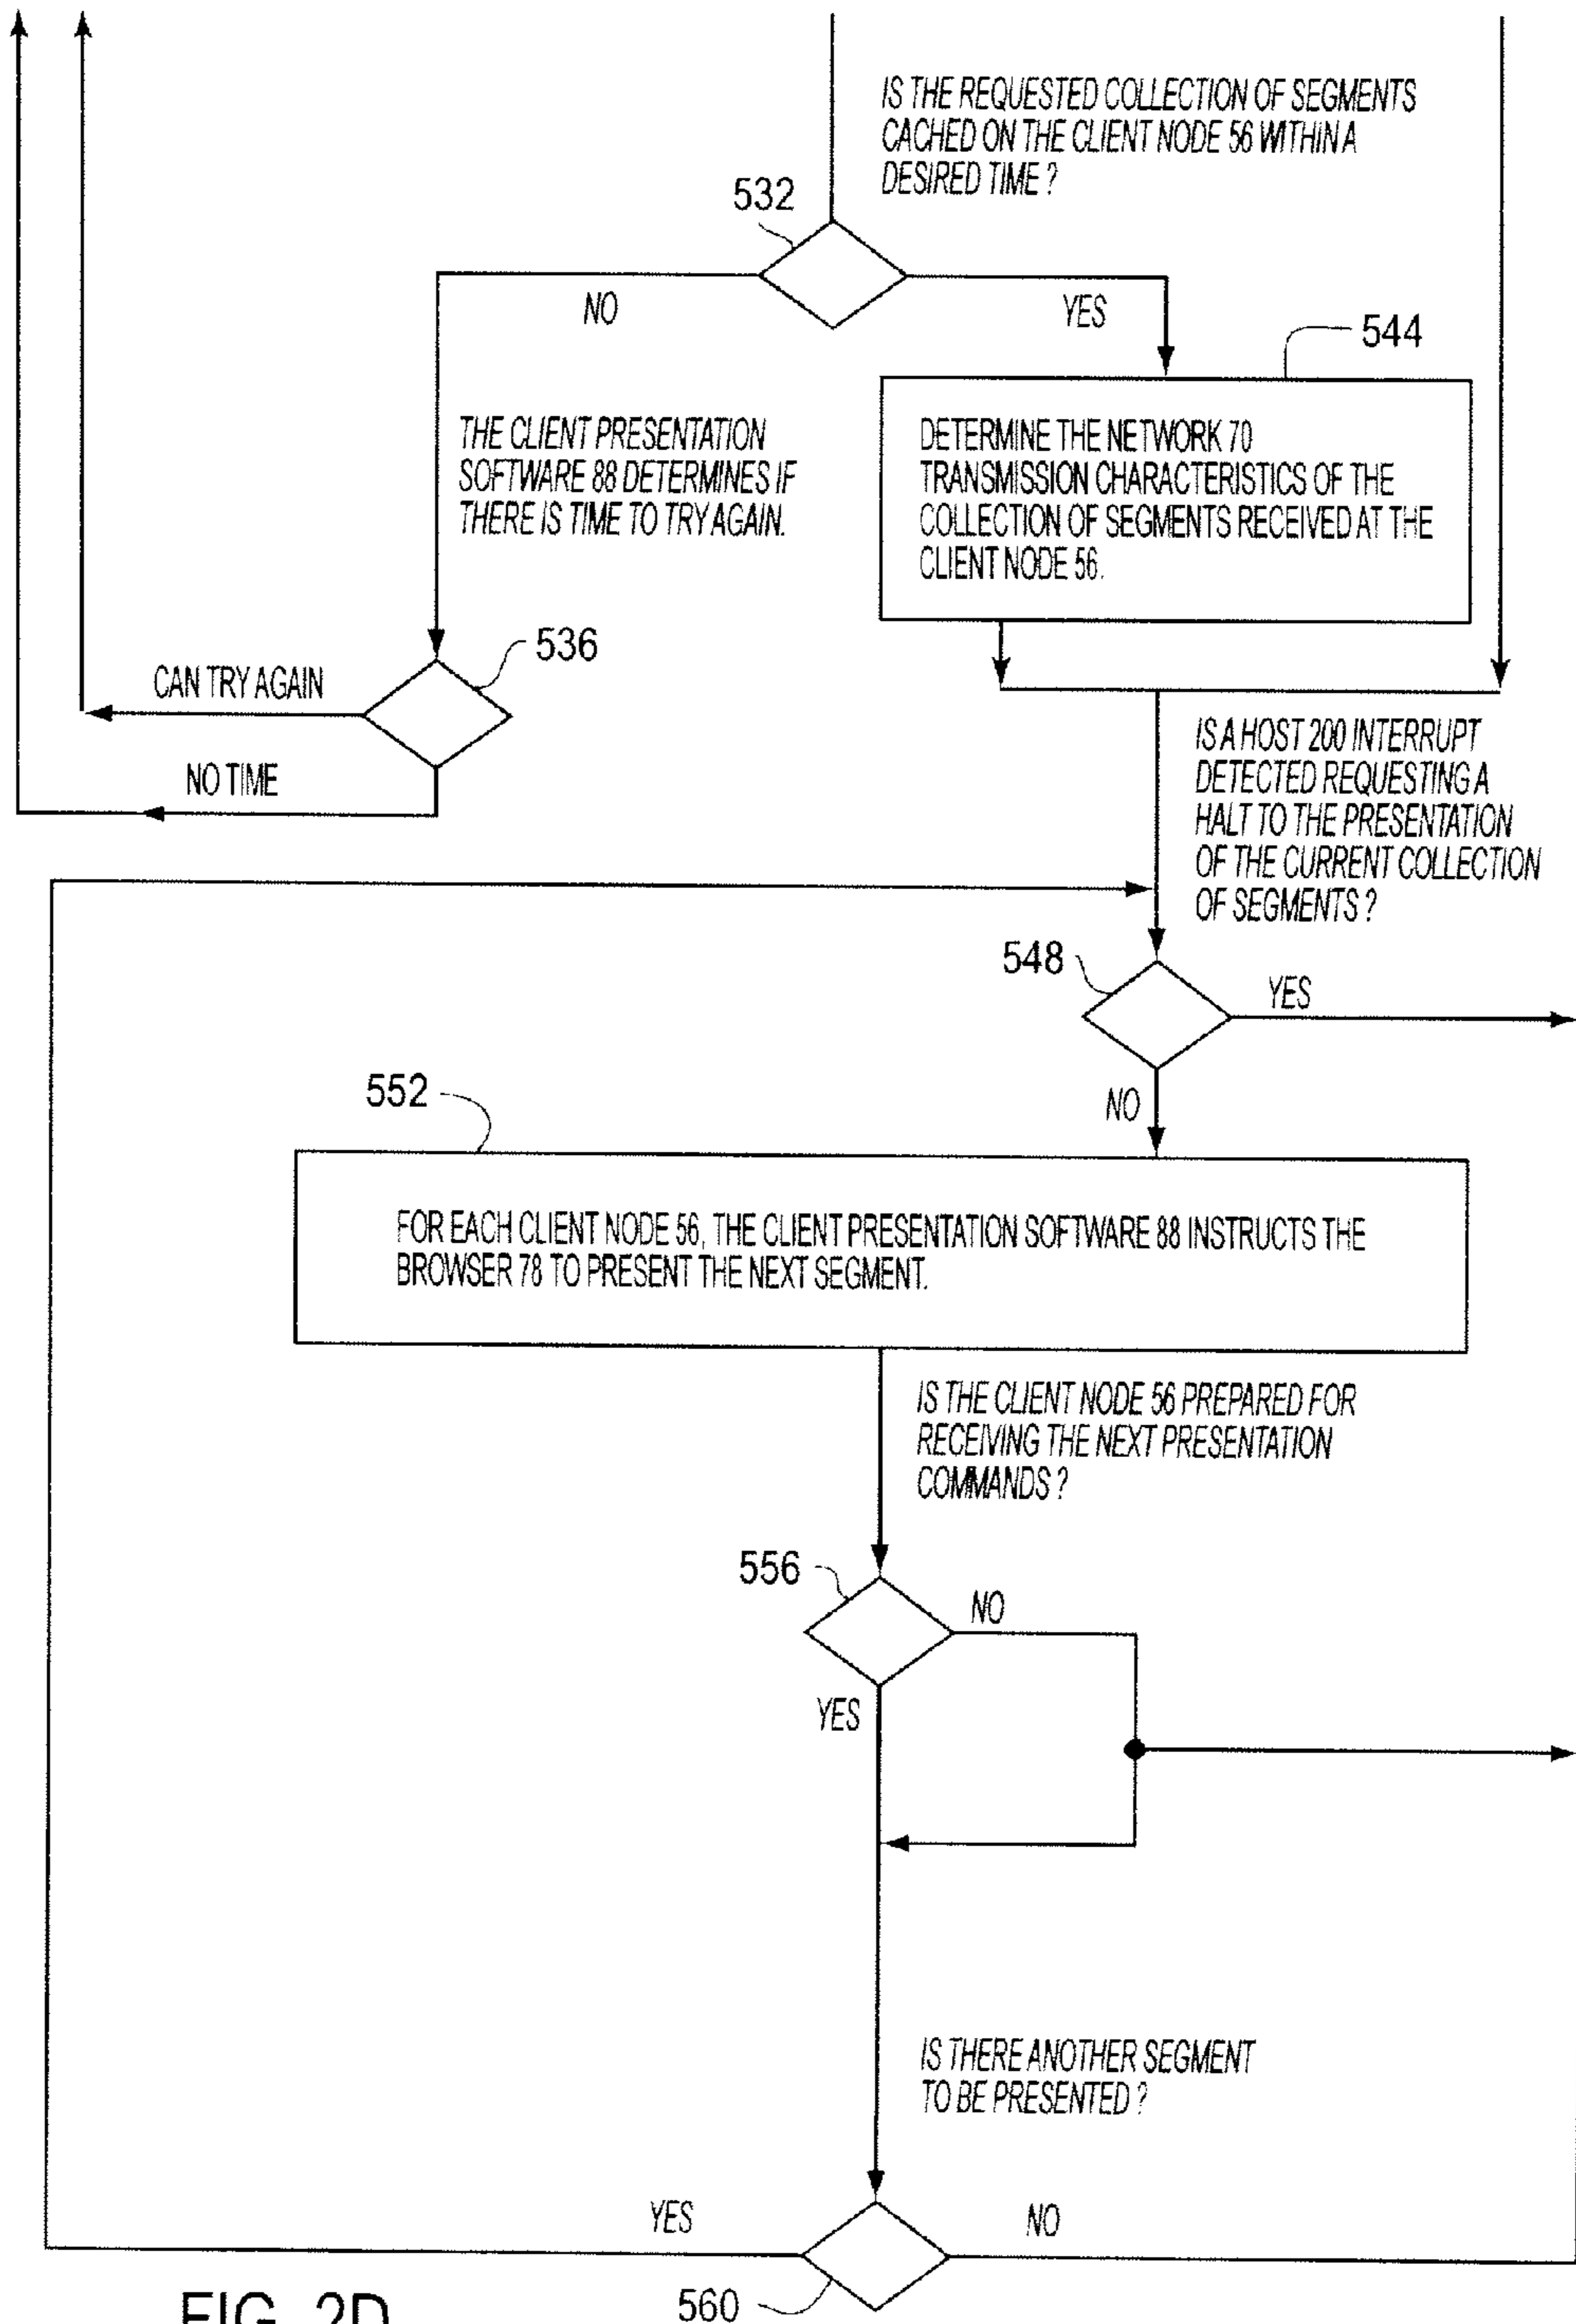 IS THE REQUESTED COLLECTION OF SEGMENTS
CACHED ON THE CLIENT NODE 56 WITHIN A
DESIRED TIME ?
532
NO
YES
544
THE CLIENT PRESENTATION
SOFTWARE 88 DETERMINES IF
THERE IS TIME TO TRY AGAIN.
DETERMINE THE NETWORK 70
TRANSMISSION CHARACTERISTICS OF THE
COLLECTION OF SEGMENTS RECEIVED AT THE
CLIENT NODE 56.
536
CAN TRY AGAIN
NO TIME
IS A HOST 200 INTERRUPT
DETECTED REQUESTING A
HALT TO THE PRESENTATION
OF THE CURRENT COLLECTION
OF SEGMENTS ?
548
YES
NO
552
FOR EACH CLIENT NODE 56, THE CLIENT PRESENTATION SOFTWARE 88 INSTRUCTS THE
BROWSER 78 TO PRESENT THE NEXT SEGMENT.
IS THE CLIENT NODE 56 PREPARED FOR
RECEIVING THE NEXT PRESENTATION
COMMANDS ?
556
NO
YES
IS THERE ANOTHER SEGMENT
TO BE PRESENTED ?
YES
NO
560
FIG. 2D